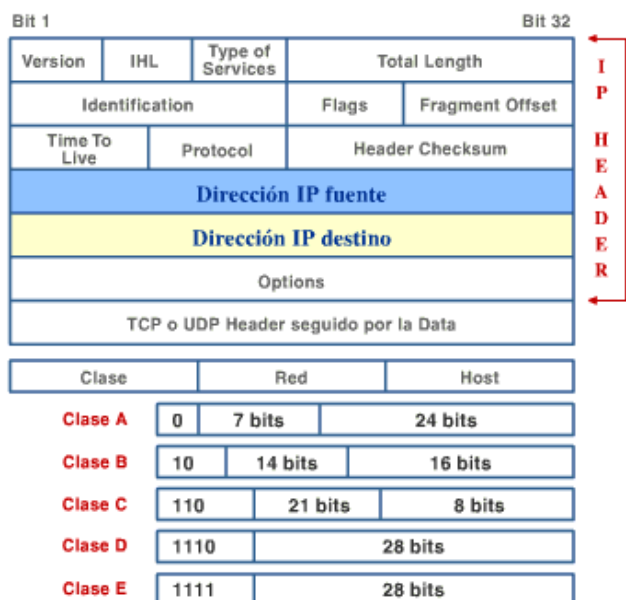 Bit 1 Bit 32
Version IHL Type of Services Total Length
Identification Flags Fragment Offset
Time To Live Protocol Header Checksum
Dirección IP fuente
Dirección IP destino
Options
TCP o UDP Header seguido por la Data
IP HEADER
Clase Red Host
Clase A 0 7 bits 24 bits
Clase B 10 14 bits 16 bits
Clase C 110 21 bits 8 bits
Clase D 1110 28 bits
Clase E 1111 28 bits